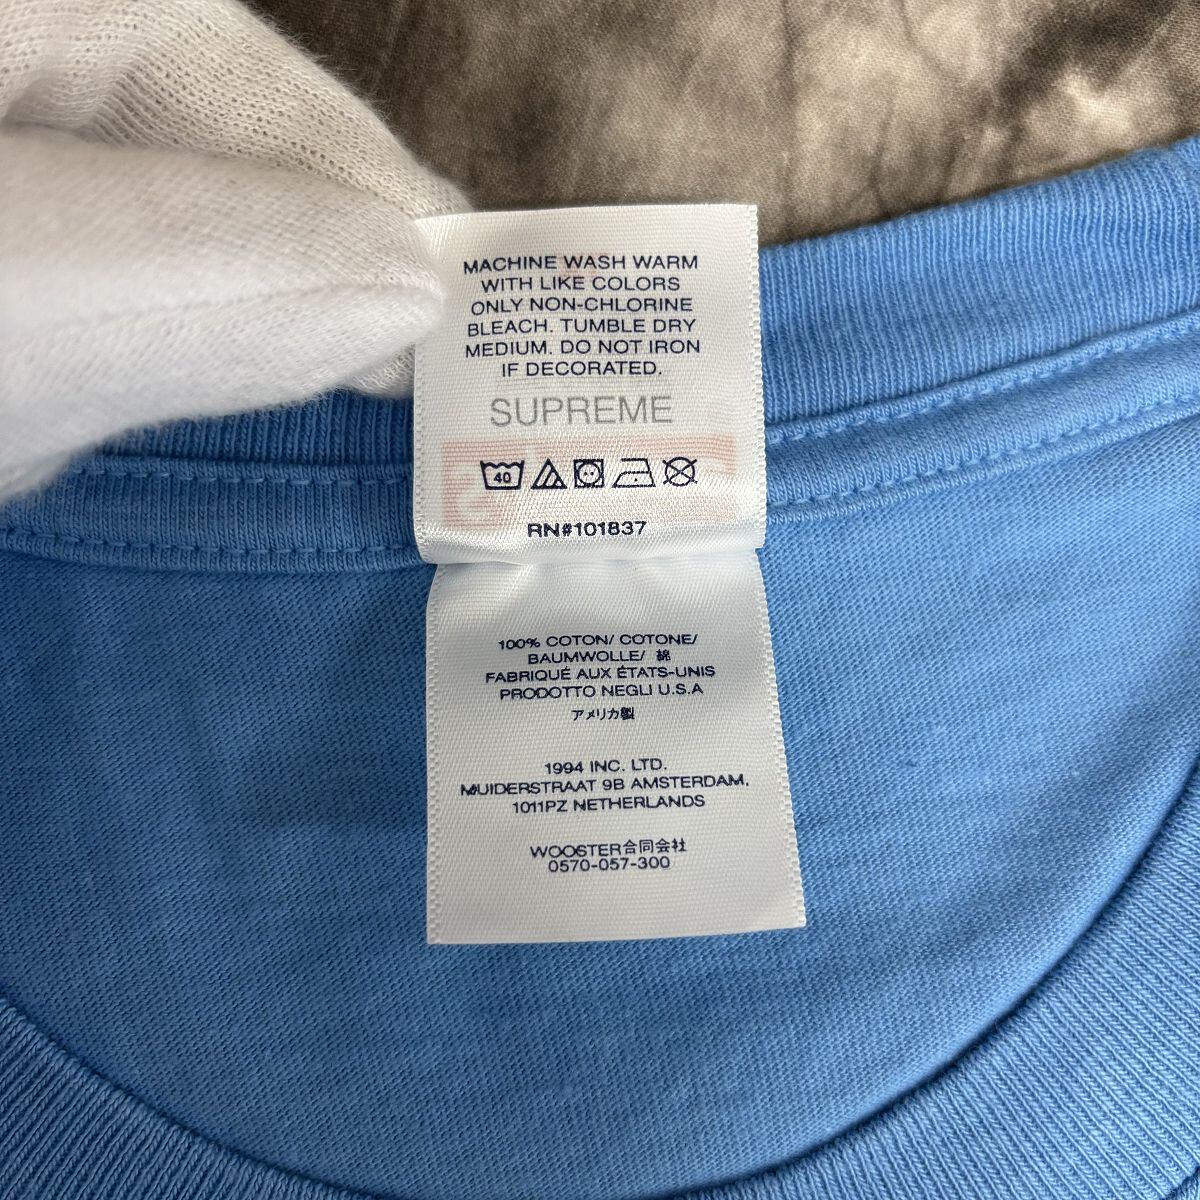 MACHINE WASH WARM
WITH LIKE COLORS
ONLY NON-CHLORINE
BLEACH. TUMBLE DRY
MEDIUM. DO NOT IRON
IF DECORATED.
SUPREME
40
RN#101837
100% COTON/ COTONE/
BAUMWOLLE/ 綿
FABRIQUÉ AUX ÉTATS-UNIS
PRODOTTO NEGLI U.S.A
アメリカ製
1994 INC. LTD.
MUIDERSTRAAT 9B AMSTERDAM,
1011PZ NETHERLANDS
WOOSTER合同会社
0570-057-300